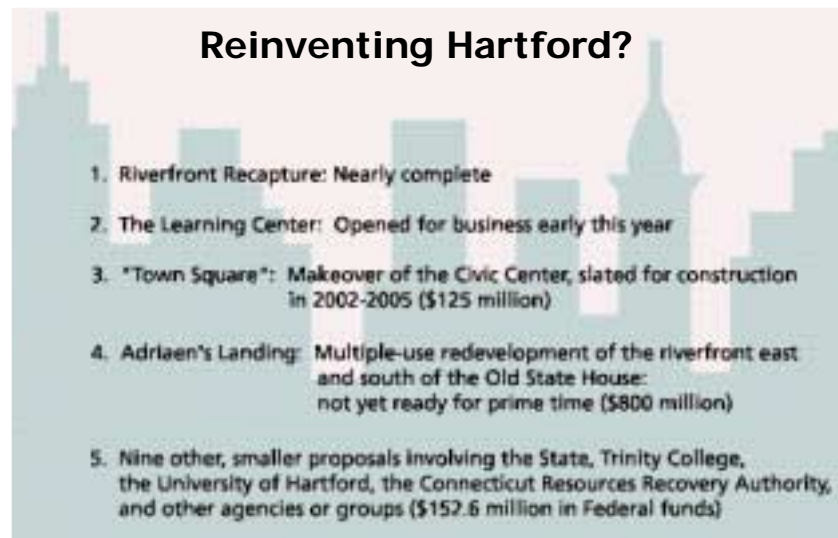 Reinventing Hartford?
1. Riverfront Recapture: Nearly complete
2. The Learning Center: Opened for business early this year
3. "Town Square": Makeover of the Civic Center, slated for construction
in 2002-2005 ($125 million)
4. Adriaen's Landing: Multiple-use redevelopment of the riverfront east
and south of the Old State House:
not yet ready for prime time ($800 million)
5. Nine other, smaller proposals involving the State, Trinity College,
the University of Hartford, the Connecticut Resources Recovery Authority,
and other agencies or groups ($152.6 million in Federal funds)